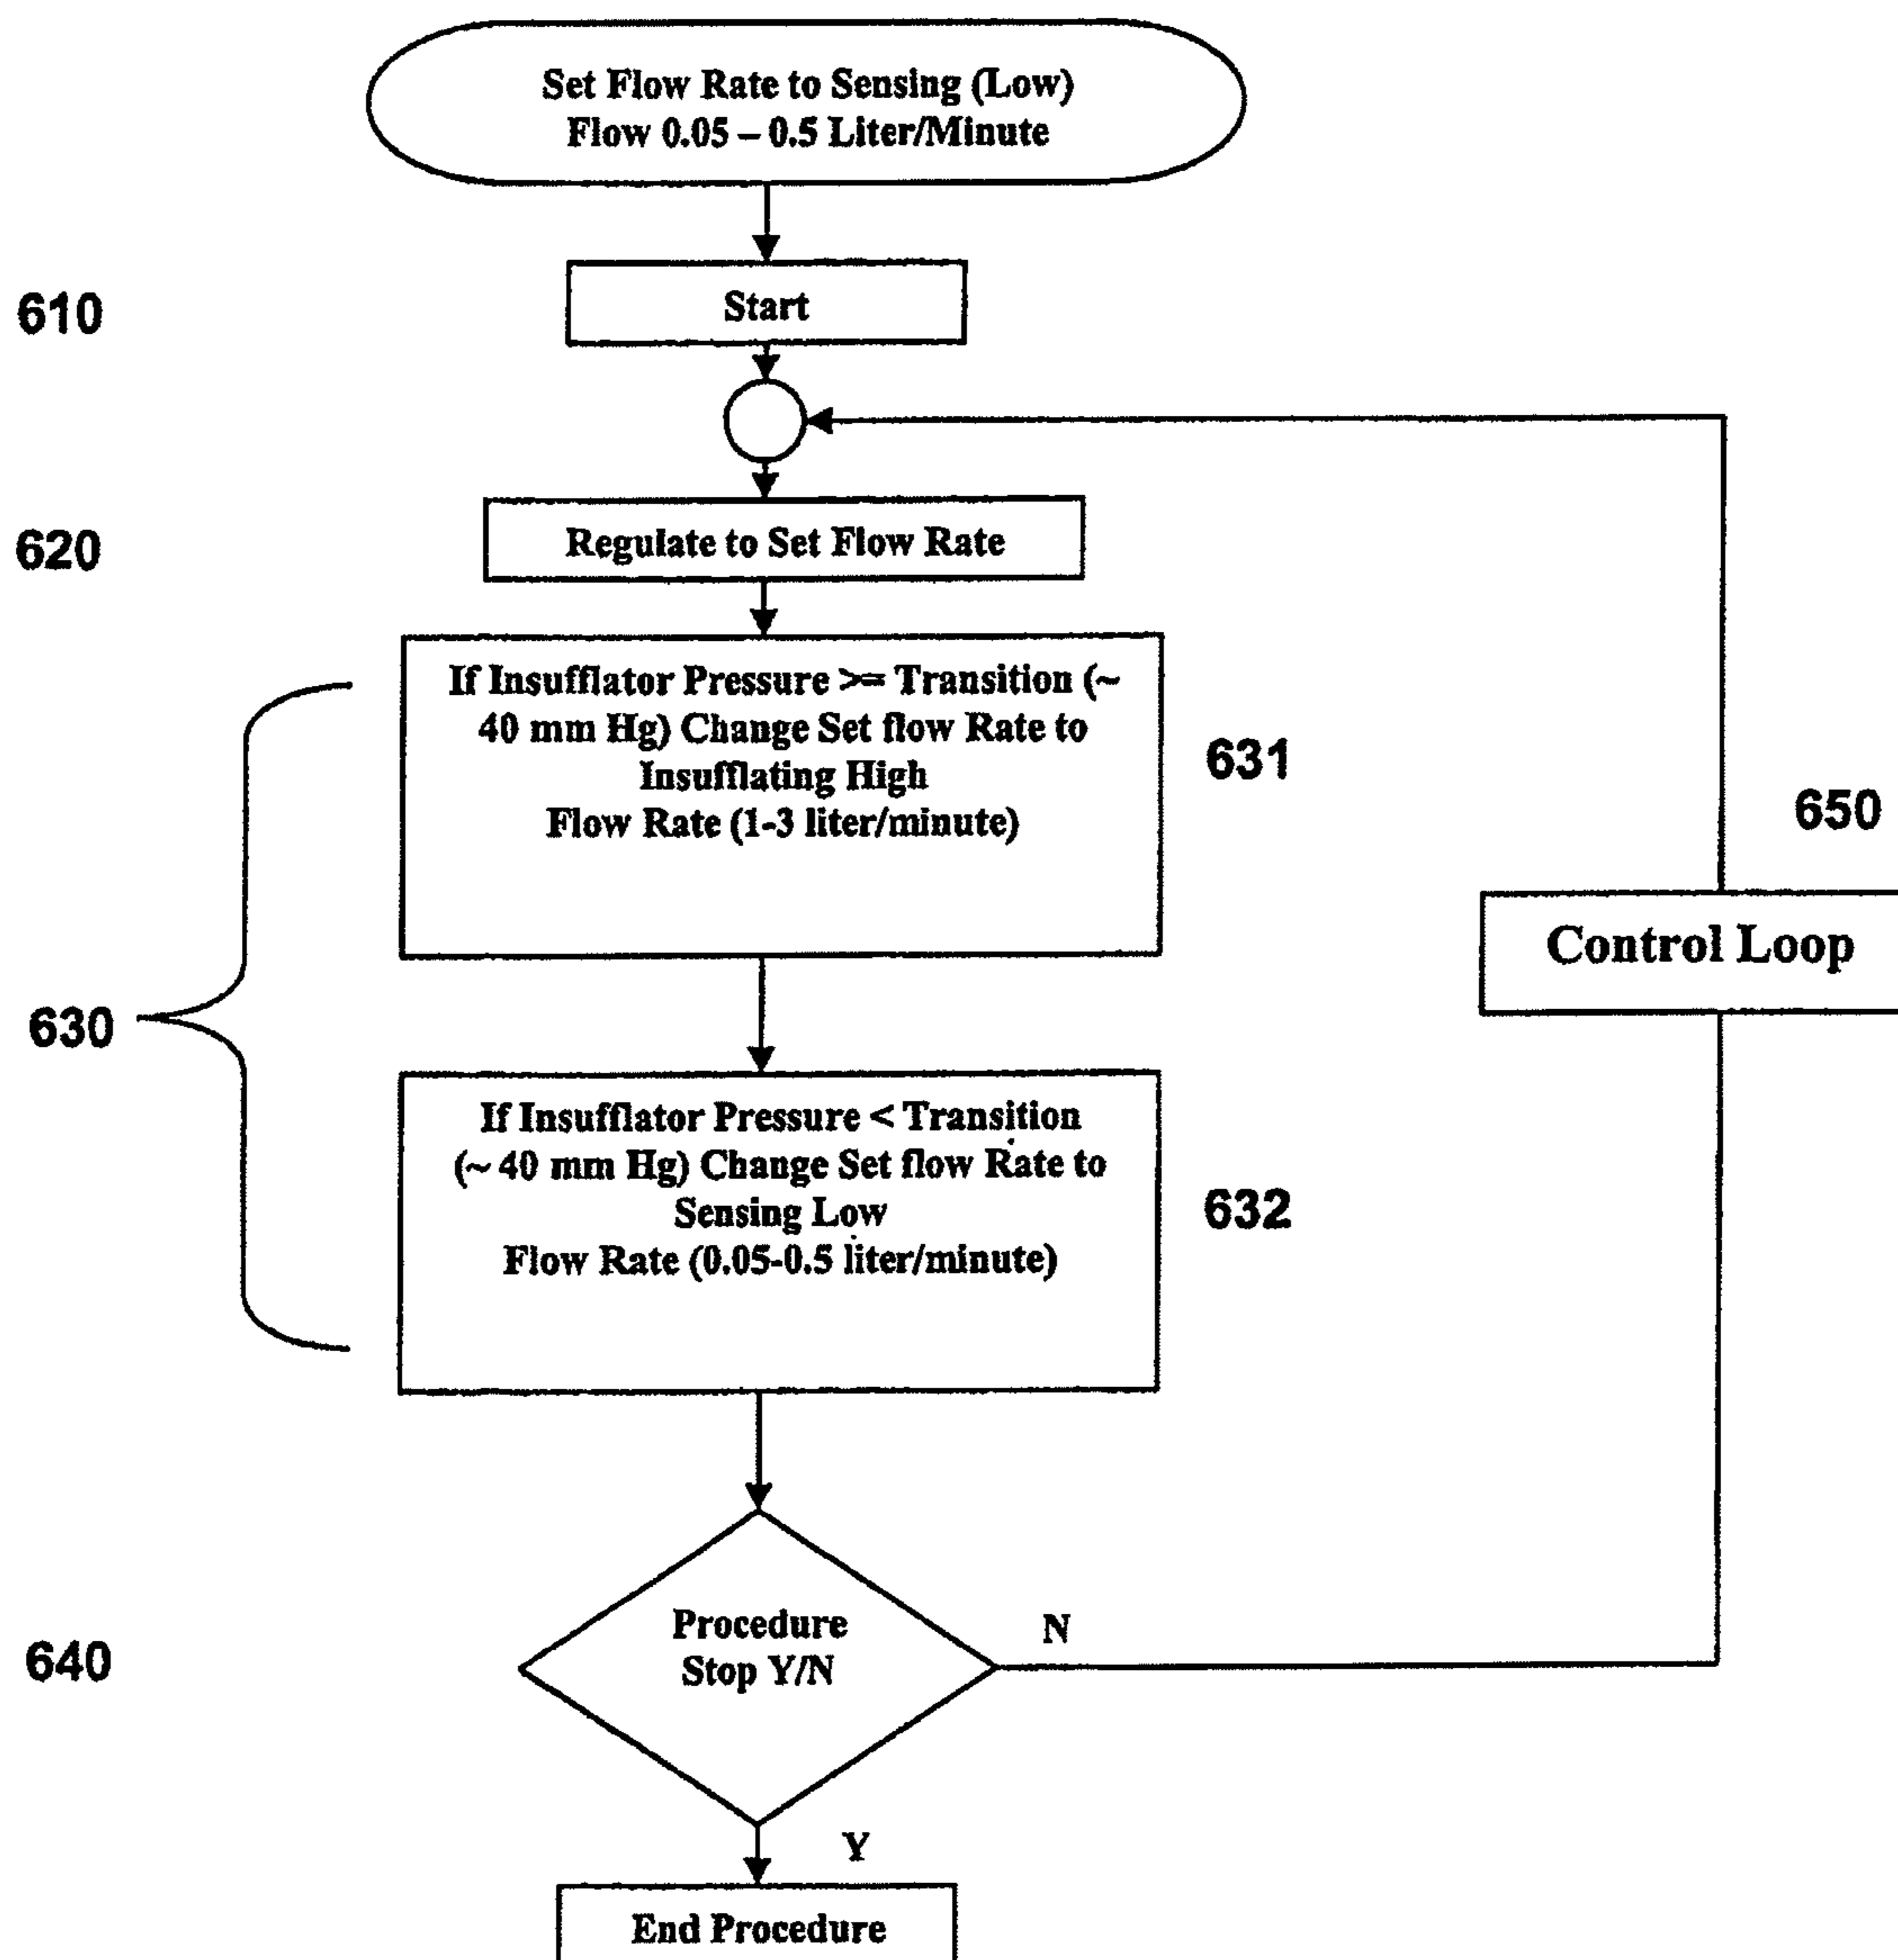 Set Flow Rate to Sensing (Low)
Flow 0.05 – 0.5 Liter/Minute
610
Start
620
Regulate to Set Flow Rate
If Insufflator Pressure >= Transition (~
40 mm Hg) Change Set flow Rate to
Insufflating High
Flow Rate (1-3 liter/minute)
631
650
Control Loop
630
If Insufflator Pressure < Transition
(~ 40 mm Hg) Change Set flow Rate to
Sensing Low
Flow Rate (0.05-0.5 liter/minute)
632
640
Procedure
Stop Y/N
N
Y
End Procedure